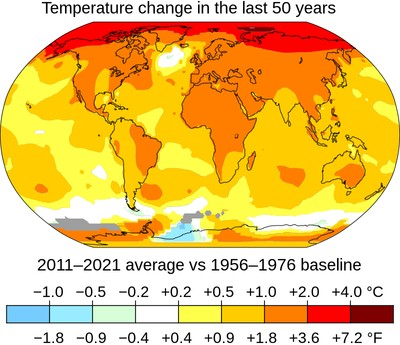 Temperature change in the last 50 years
2011–2021 average vs 1956–1976 baseline
−1.0 −0.5 −0.2 +0.2 +0.5 +1.0 +2.0 +4.0 °C
−1.8 −0.9 −0.4 +0.4 +0.9 +1.8 +3.6 +7.2 °F